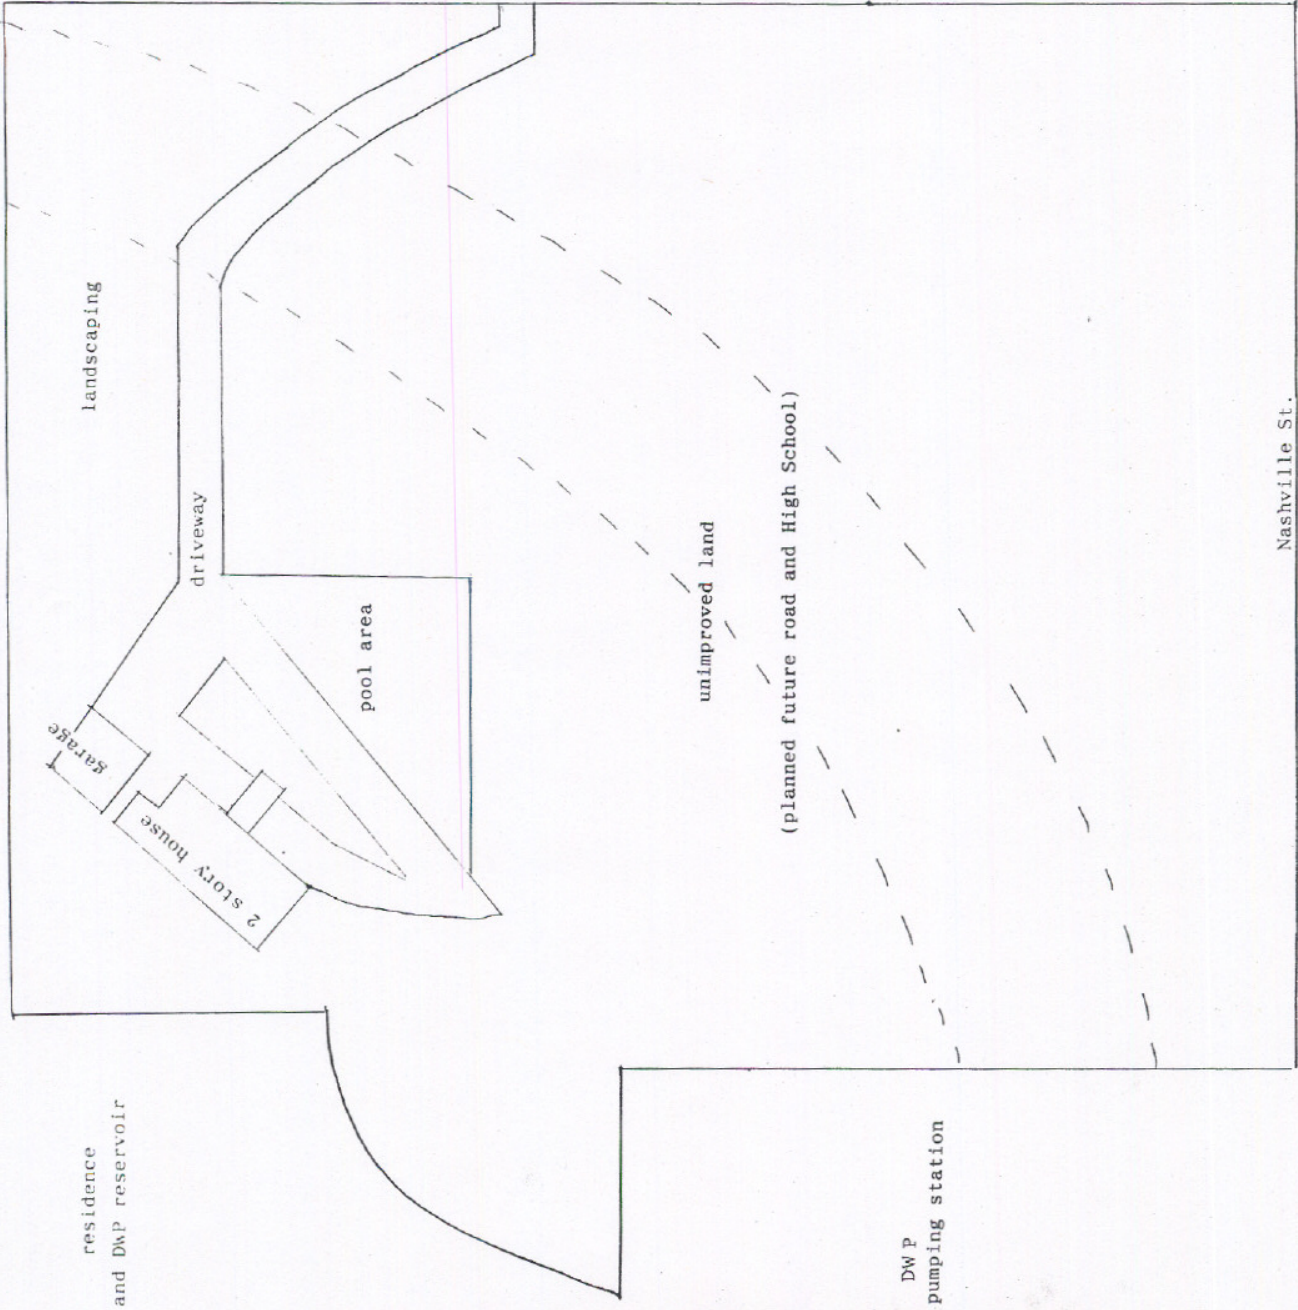 landscaping
driveway
garage
2 story house
pool area
unimproved land
(planned future road and High School)
Nashville St.
residence
and DWP reservoir
DWP
pumping station